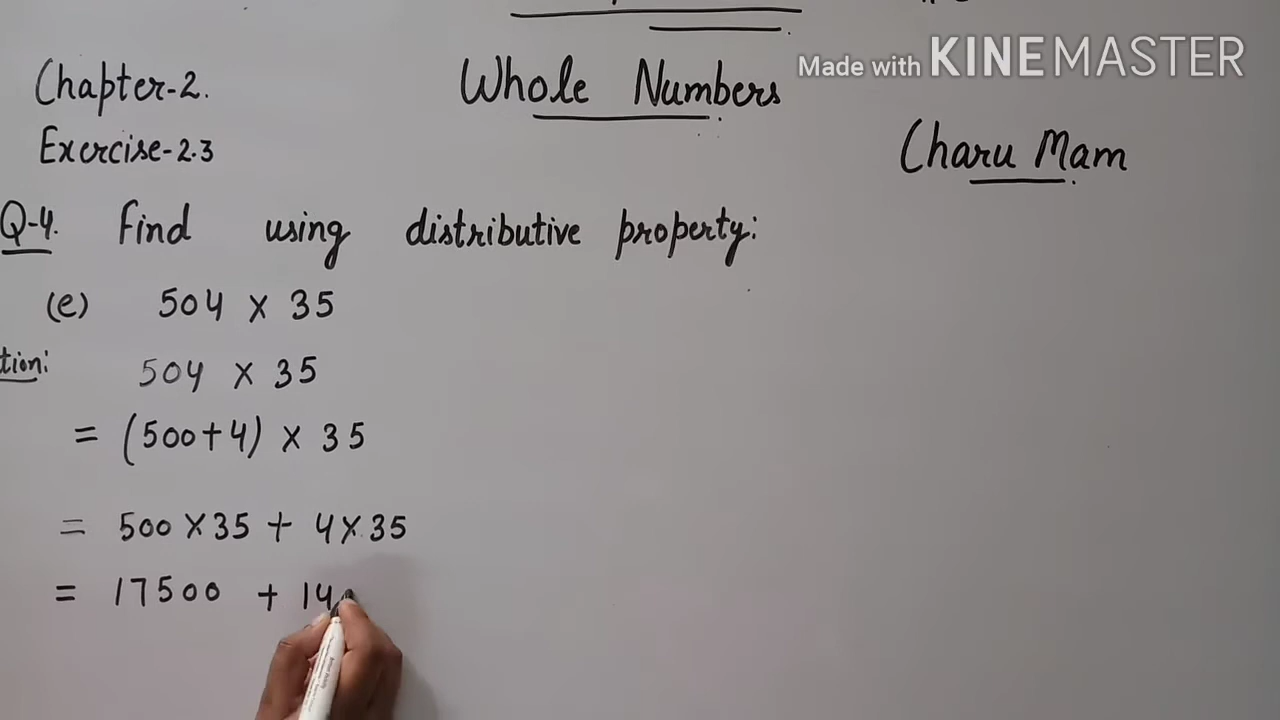 Made with KINEMASTER
Chapter-2.
Whole Numbers
Exercise-2.3
Charu Mam
Q-4. Find using distributive property:
(e) 504 × 35
tion: 504 × 35
= (500+4) × 35
= 500×35 + 4×35
= 17500 + 14